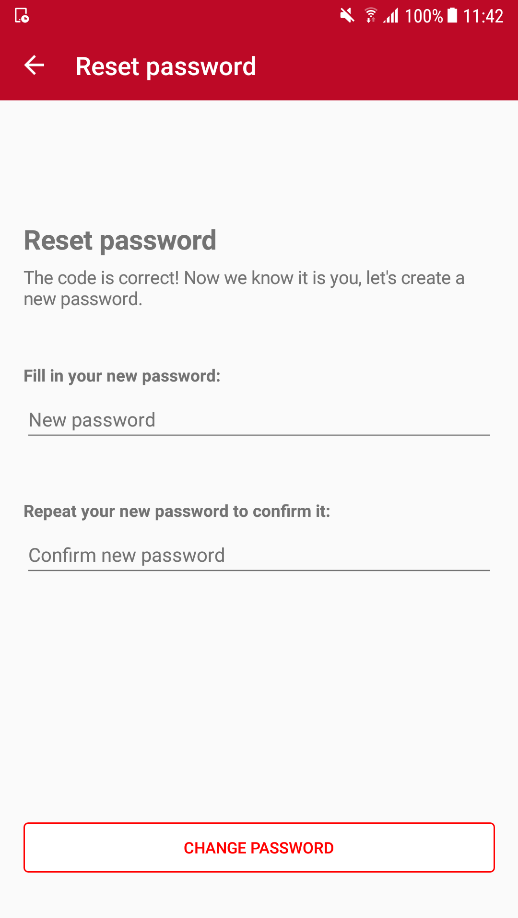 100% 11:42
Reset password
Reset password
The code is correct! Now we know it is you, let's create a
new password.
Fill in your new password:
New password
Repeat your new password to confirm it:
Confirm new password
CHANGE PASSWORD